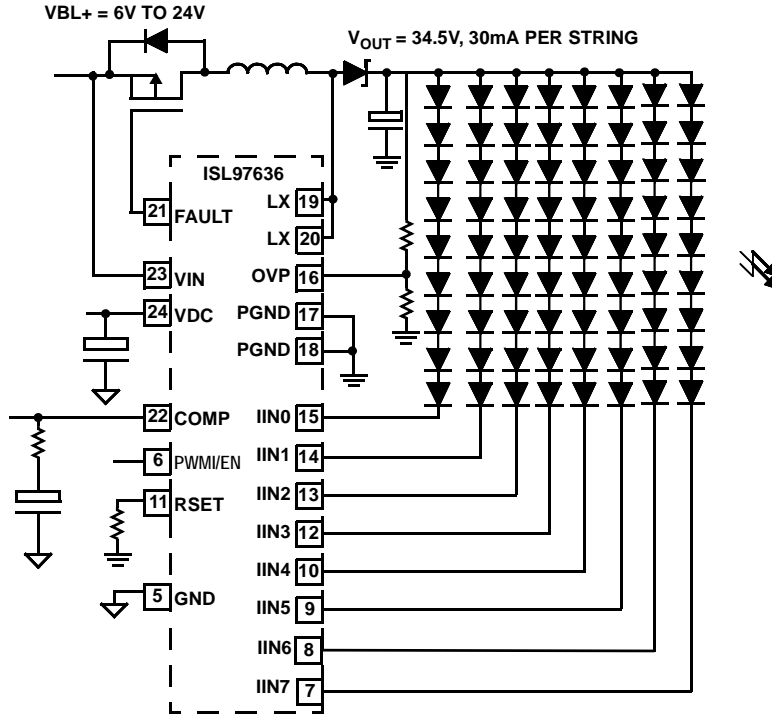 VBL+ = 6V TO 24V
VOUT = 34.5V, 30mA PER STRING
ISL97636
21 FAULT
LX 19
LX 20
23 VIN
OVP 16
24 VDC
PGND 17
PGND 18
22 COMP
IIN0 15
6 PWMI/EN
IIN1 14
11 RSET
IIN2 13
IIN3 12
IIN4 10
5 GND
IIN5 9
IIN6 8
IIN7 7